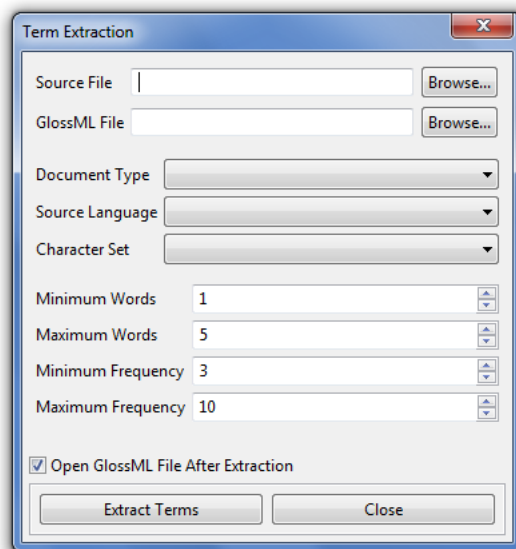 Term Extraction
Source File Browse...
GlossML File Browse...
Document Type
Source Language
Character Set
Minimum Words 1
Maximum Words 5
Minimum Frequency 3
Maximum Frequency 10
Open GlossML File After Extraction
Extract Terms Close